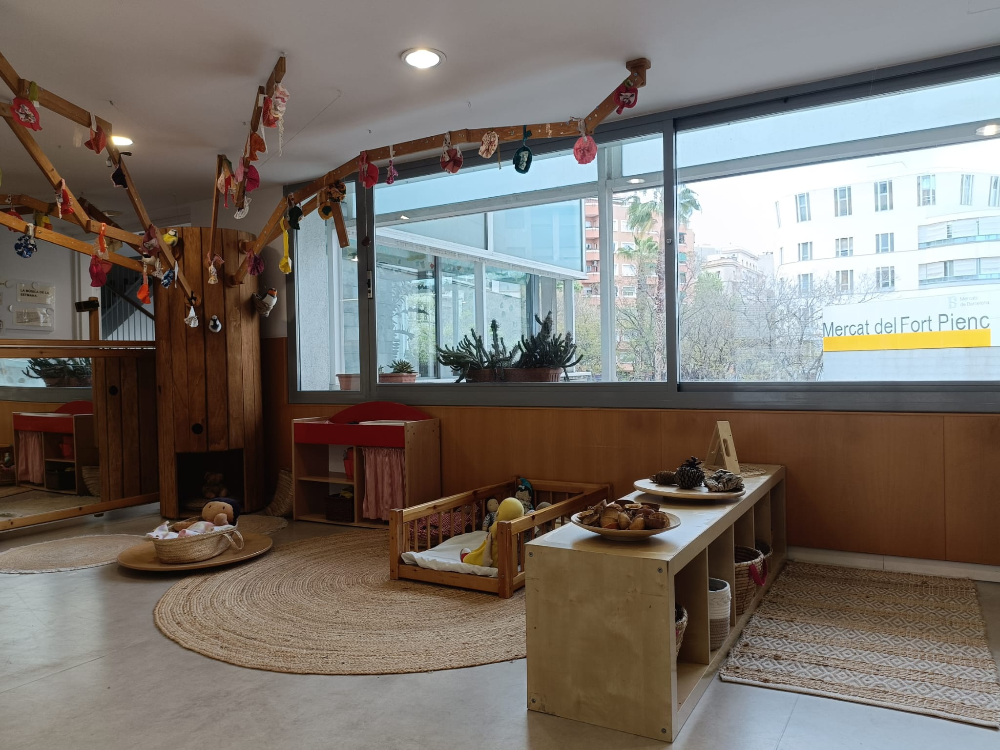 LA MÚSICA DE LA
SETMANA
Mercats
de Barcelona
Mercat del Fort Pienc